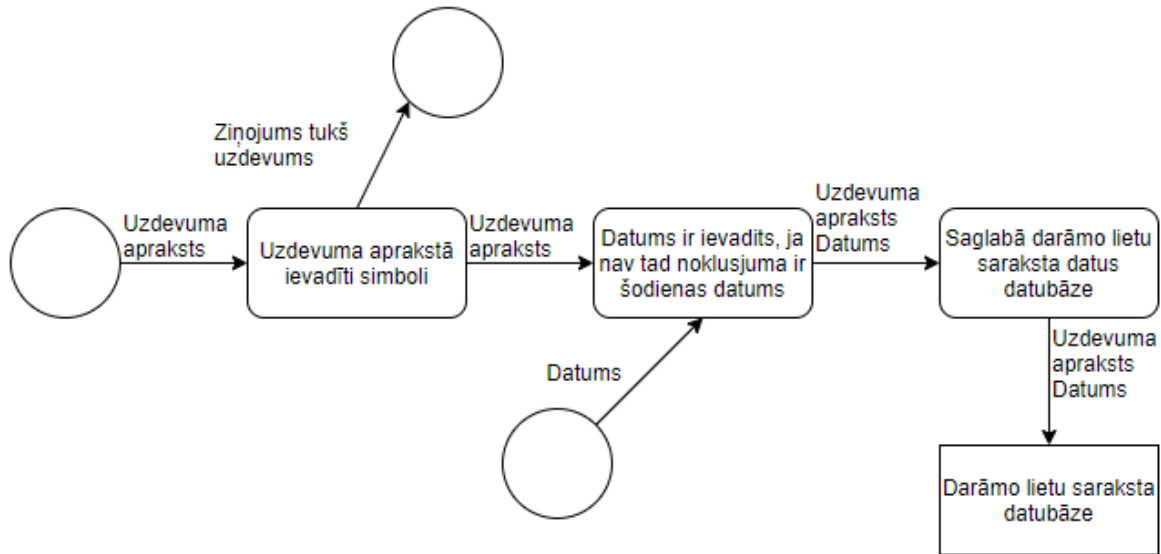 Ziņojums tukš
uzdevums
Uzdevuma
apraksts
Uzdevuma aprakstā
ievadīti simboli
Uzdevuma
apraksts
Datums ir ievadits, ja
nav tad noklusjuma ir
šodienas datums
Uzdevuma
apraksts
Datums
Saglabā darāmo lietu
saraksta datus
datubāze
Datums
Uzdevuma
apraksts
Datums
Darāmo lietu saraksta
datubāze